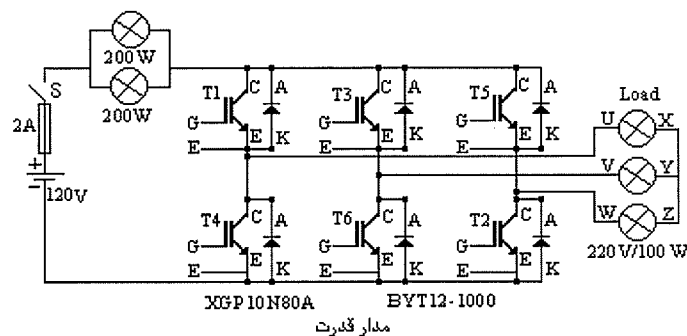 200 W
200 W
S
2A
+
-
120V
T1
C
A
G
E
E
K
T3
C
A
G
E
E
K
T5
C
A
G
E
E
K
T4
C
A
G
E
E
K
T6
C
A
G
E
E
K
T2
C
A
G
E
E
K
Load
U
X
V
Y
W
Z
220 V/100 W
XGP10N80A
BYT12-1000
مدار قدرت